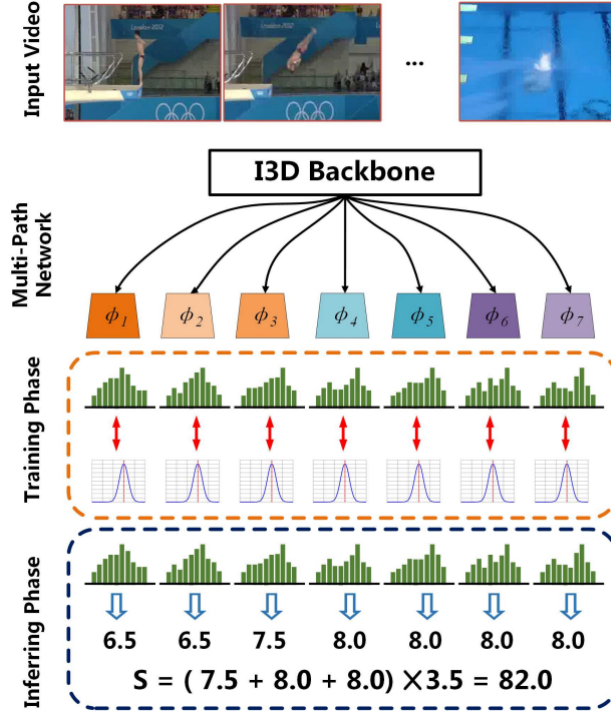 Input Video
London 2012
London 2012
...
I3D Backbone
Multi-Path
Network
ϕ1 ϕ2 ϕ3 ϕ4 ϕ5 ϕ6 ϕ7
Training Phase
Inferring Phase
6.5 6.5 7.5 8.0 8.0 8.0 8.0
S = ( 7.5 + 8.0 + 8.0) ×3.5 = 82.0